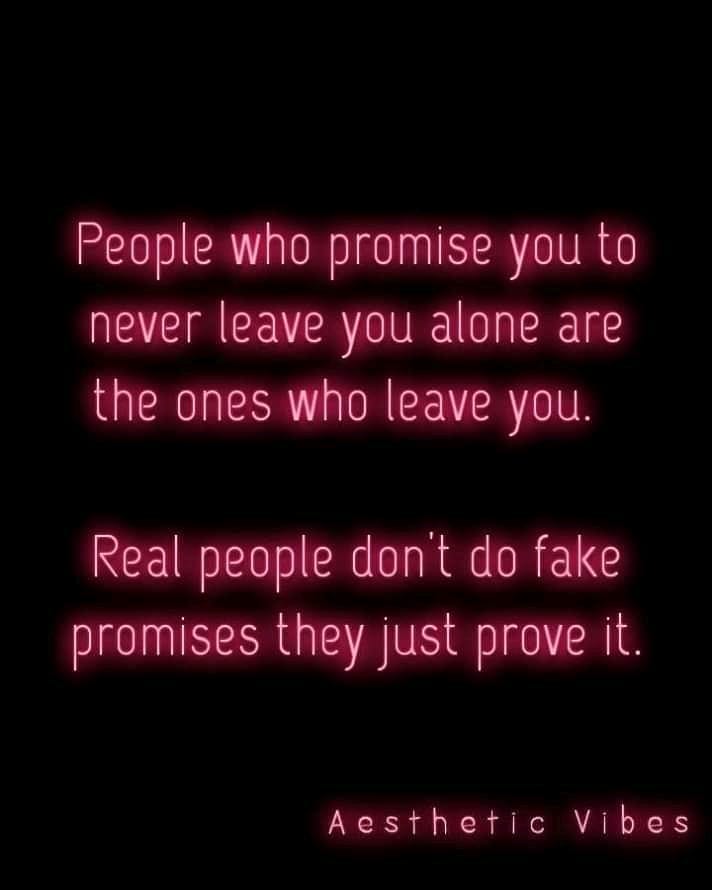 People who promise you to
never leave you alone are
the ones who leave you.
Real people don't do fake
promises they just prove it.
Aesthetic Vibes